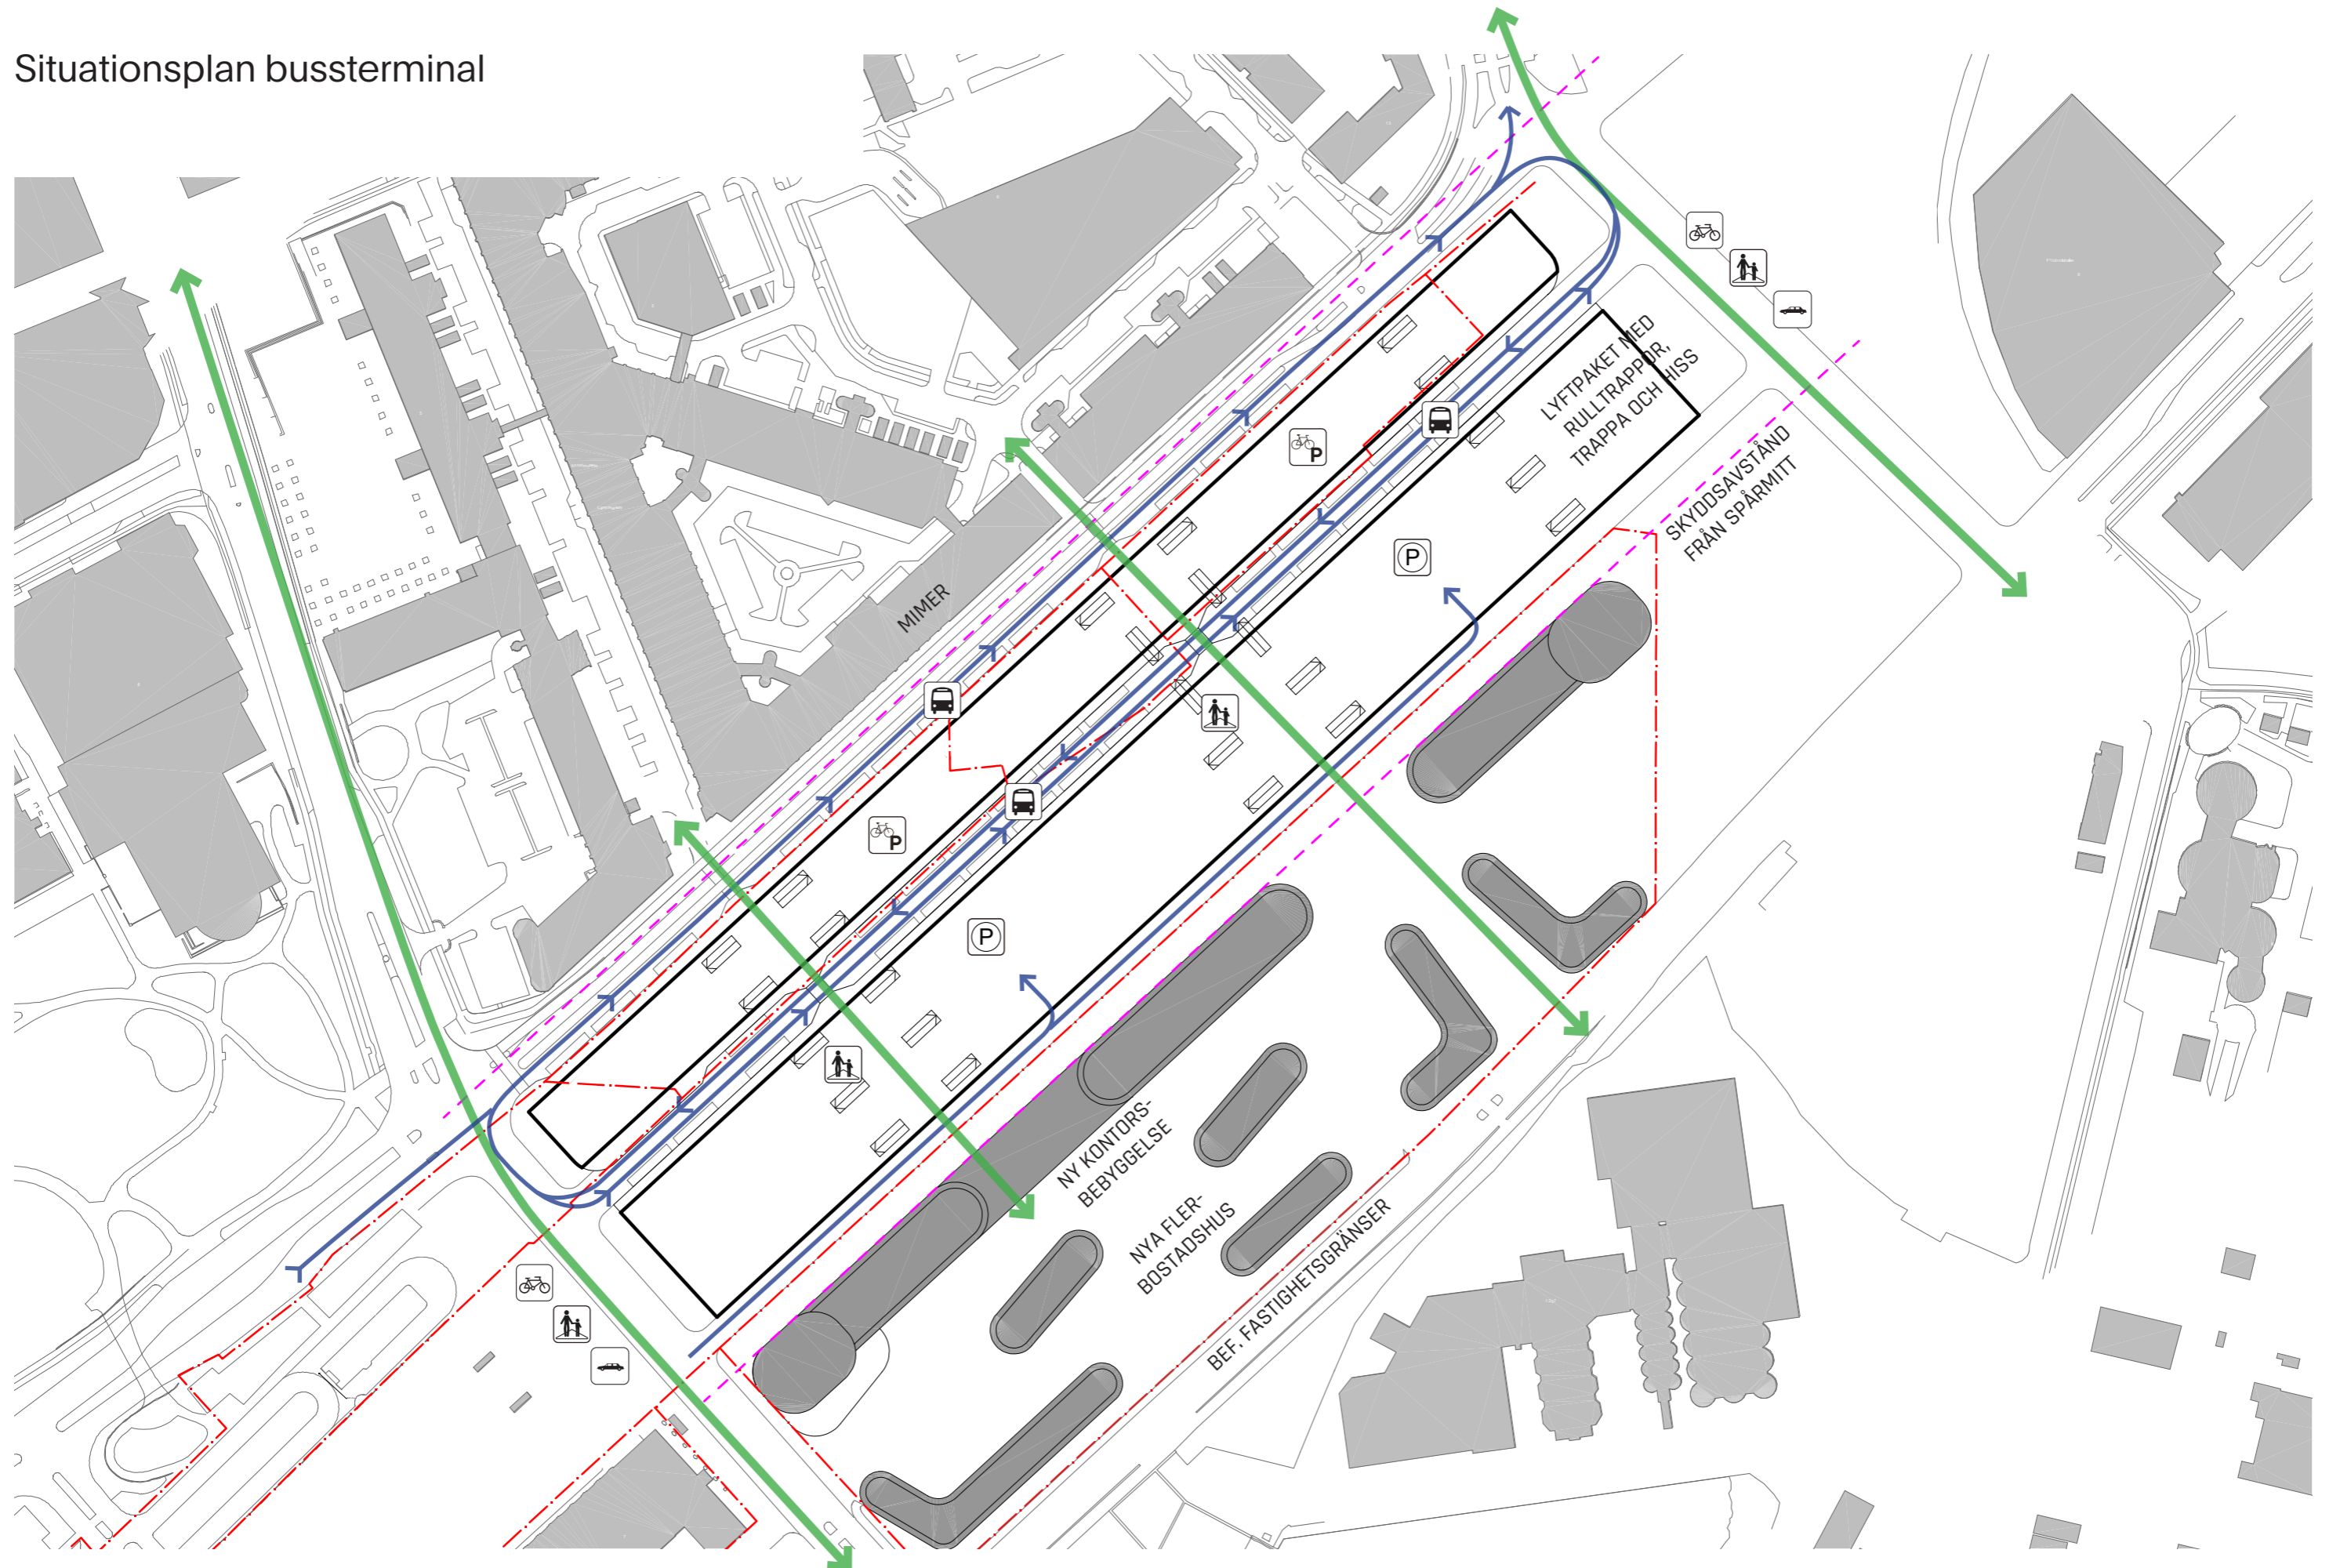 Situationsplan bussterminal
LYFTPAKET MED
RULLTRAPPOR,
TRAPPA OCH HISS
SKYDDSAVSTÅND
FRÅN SPÅRMITT
MIMER
P
P
P
P
NY KONTORS-
BEBYGGELSE
NYA FLER-
BOSTADSHUS
BEF. FASTIGHETSGRÄNSER